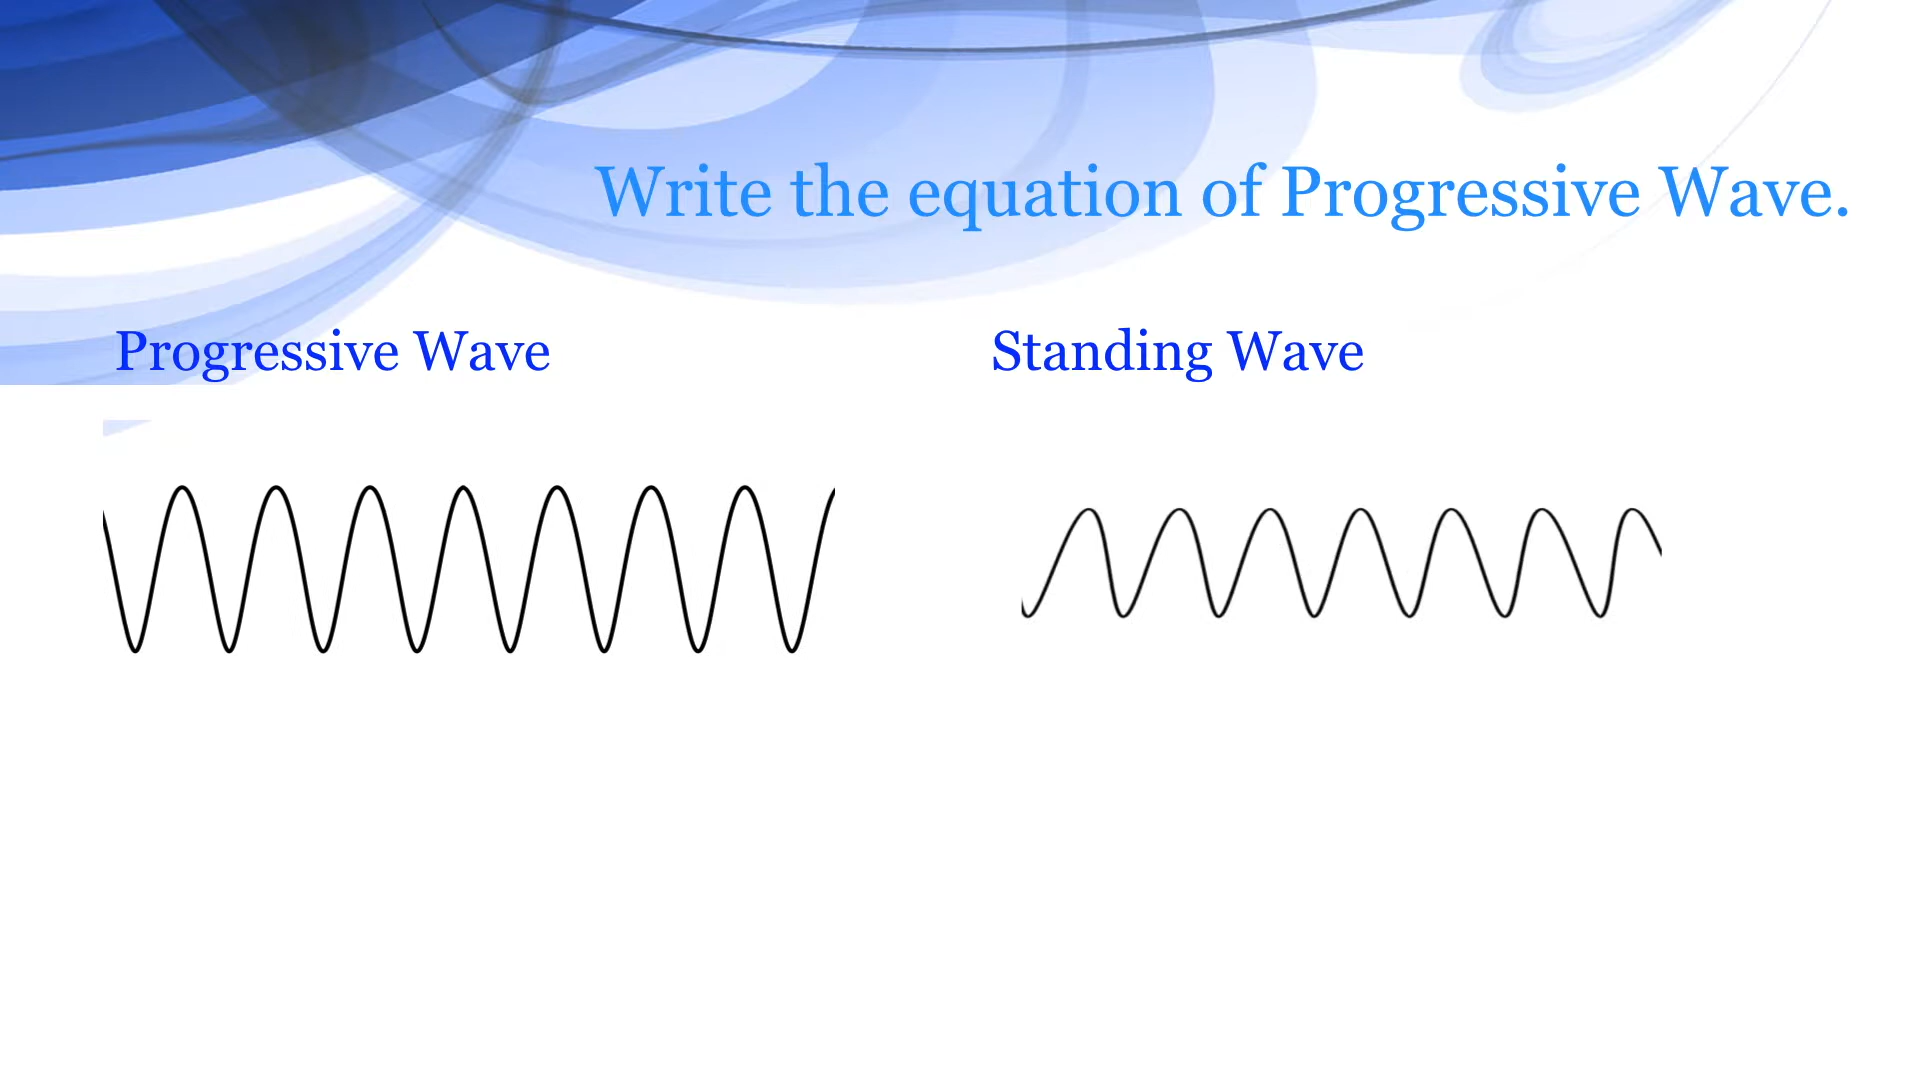 Write the equation of Progressive Wave.
Progressive Wave
Standing Wave